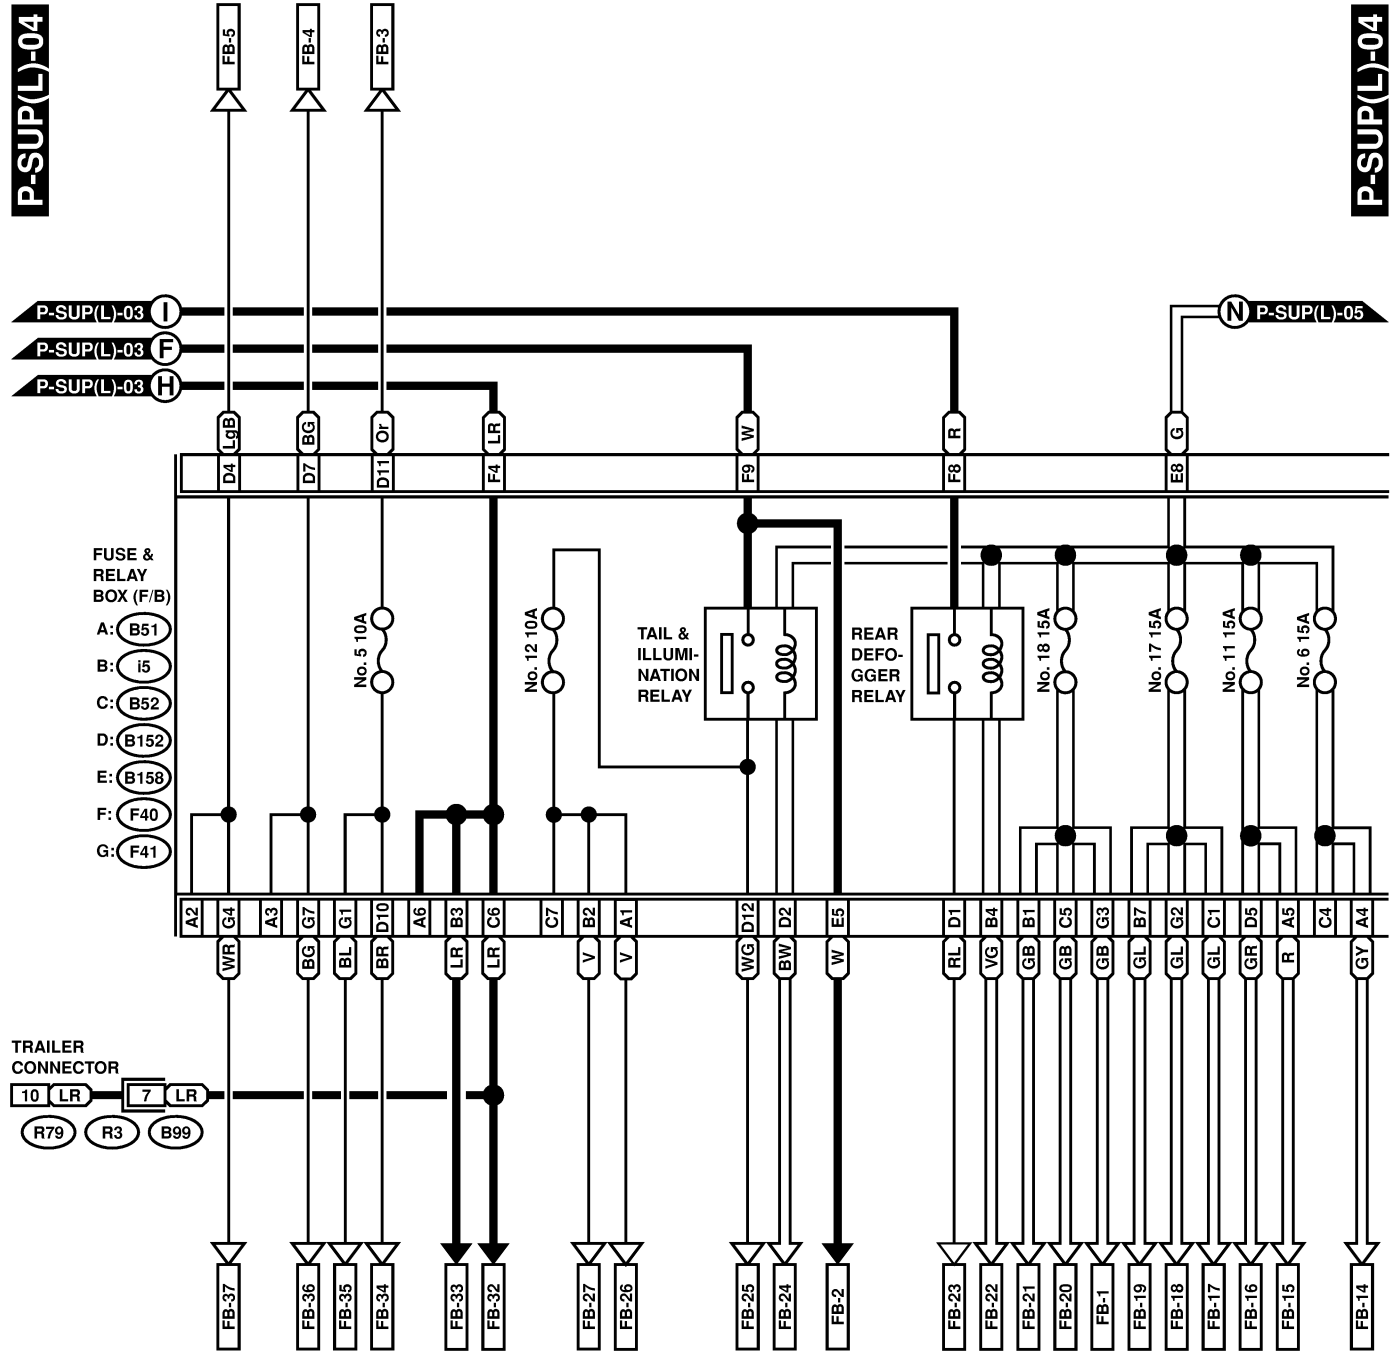 P-SUP(L)-04
P-SUP(L)-04
FB-5
FB-4
FB-3
P-SUP(L)-03 I
P-SUP(L)-03 F
P-SUP(L)-03 H
N P-SUP(L)-05
LgB
BG
Or
LR
W
R
G
D4
D7
D11
F4
F9
F8
E8
FUSE &
RELAY
BOX (F/B)
A: B51
B: i5
C: B52
D: B152
E: B158
F: F40
G: F41
No. 5 10A
No. 12 10A
TAIL &
ILLUMI-
NATION
RELAY
REAR
DEFO-
GGER
RELAY
No. 18 15A
No. 17 15A
No. 11 15A
No. 6 15A
A2
G4
A3
G7
G1
D10
A6
B3
C6
C7
B2
A1
D12
D2
E5
D1
B4
B1
C5
G3
B7
G2
C1
D5
A5
C4
A4
WR
BG
BL
BR
LR
LR
V
V
WG
BW
W
RL
VG
GB
GB
GB
GL
GL
GL
GR
R
GY
TRAILER
CONNECTOR
10 LR 7 LR
R79 R3 B99
FB-37
FB-36
FB-35
FB-34
FB-33
FB-32
FB-27
FB-26
FB-25
FB-24
FB-2
FB-23
FB-22
FB-21
FB-20
FB-1
FB-19
FB-18
FB-17
FB-16
FB-15
FB-14